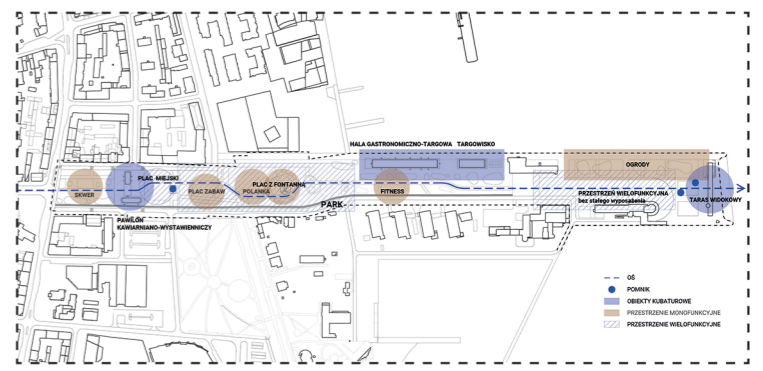 HALA GASTRONOMICZNO-TARGOWA TARGOWISKO
OGRODY
PLAC MIEJSKI
PLAC Z FONTANNĄ
SKWER
PLAC ZABAW
POLANKA
FITNESS
PRZESTRZEŃ WIELOFUNKCYJNA
bez stałego wyposażenia
TARAS WIDOKOWY
PARK
PAWILON
KAWIARNIANO-WYSTAWIENNICZY
OŚ
POMNIK
OBIEKTY KUBATUROWE
PRZESTRZENIE MONOFUNKCYJNE
PRZESTRZENIE WIELOFUNKCYJNE